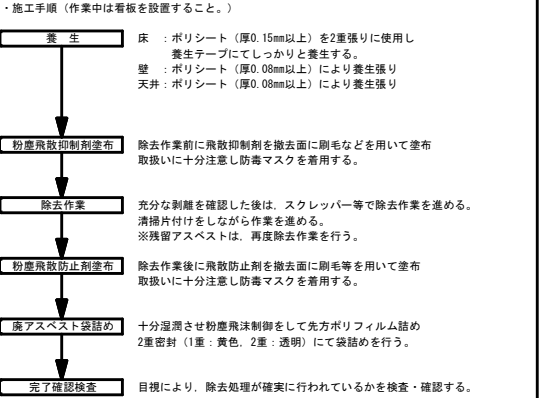 ・施工手順（作業中は看板を設置すること。）
養 生
床 ：ポリシート（厚0.15㎜以上）を2重張りに使用し
養生テープにてしっかりと養生する。
壁 ：ポリシート（厚0.08㎜以上）により養生張り
天井：ポリシート（厚0.08㎜以上）により養生張り
粉塵飛散抑制剤塗布
除去作業前に飛散抑制剤を撤去面に刷毛などを用いて塗布
取扱いに十分注意し防毒マスクを着用する。
除去作業
充分な剥離を確認した後は，スクレッパー等で除去作業を進める。
清掃片付けをしながら作業を進める。
※残留アスベストは，再度除去作業を行う。
粉塵飛散防止剤塗布
除去作業後に飛散防止剤を撤去面に刷毛等を用いて塗布
取扱いに十分注意し防毒マスクを着用する。
廃アスベスト袋詰め
十分湿潤させ粉塵飛沫制御をして先方ポリフィルム詰め
2重密封（1重：黄色，2重：透明）にて袋詰めを行う。
完了確認検査
目視により，除去処理が確実に行われているかを検査・確認する。